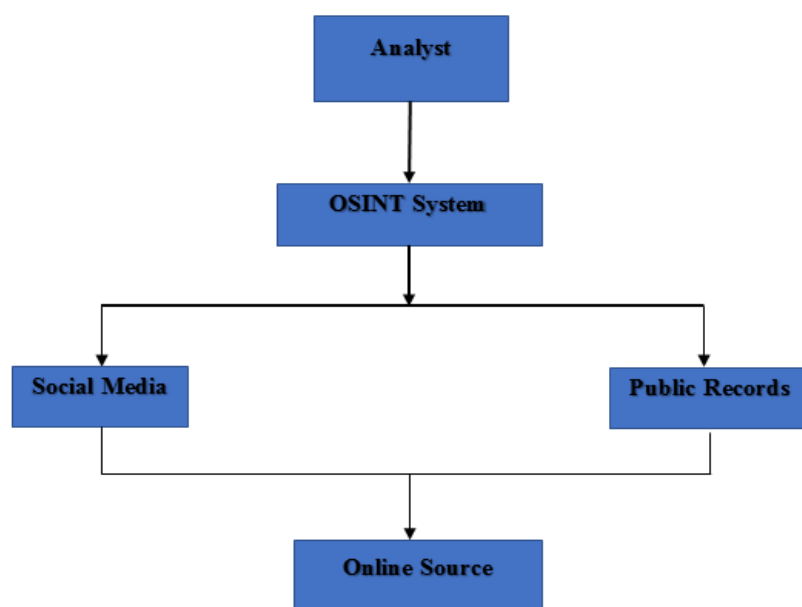 Analyst
OSINT System
Social Media
Public Records
Online Source